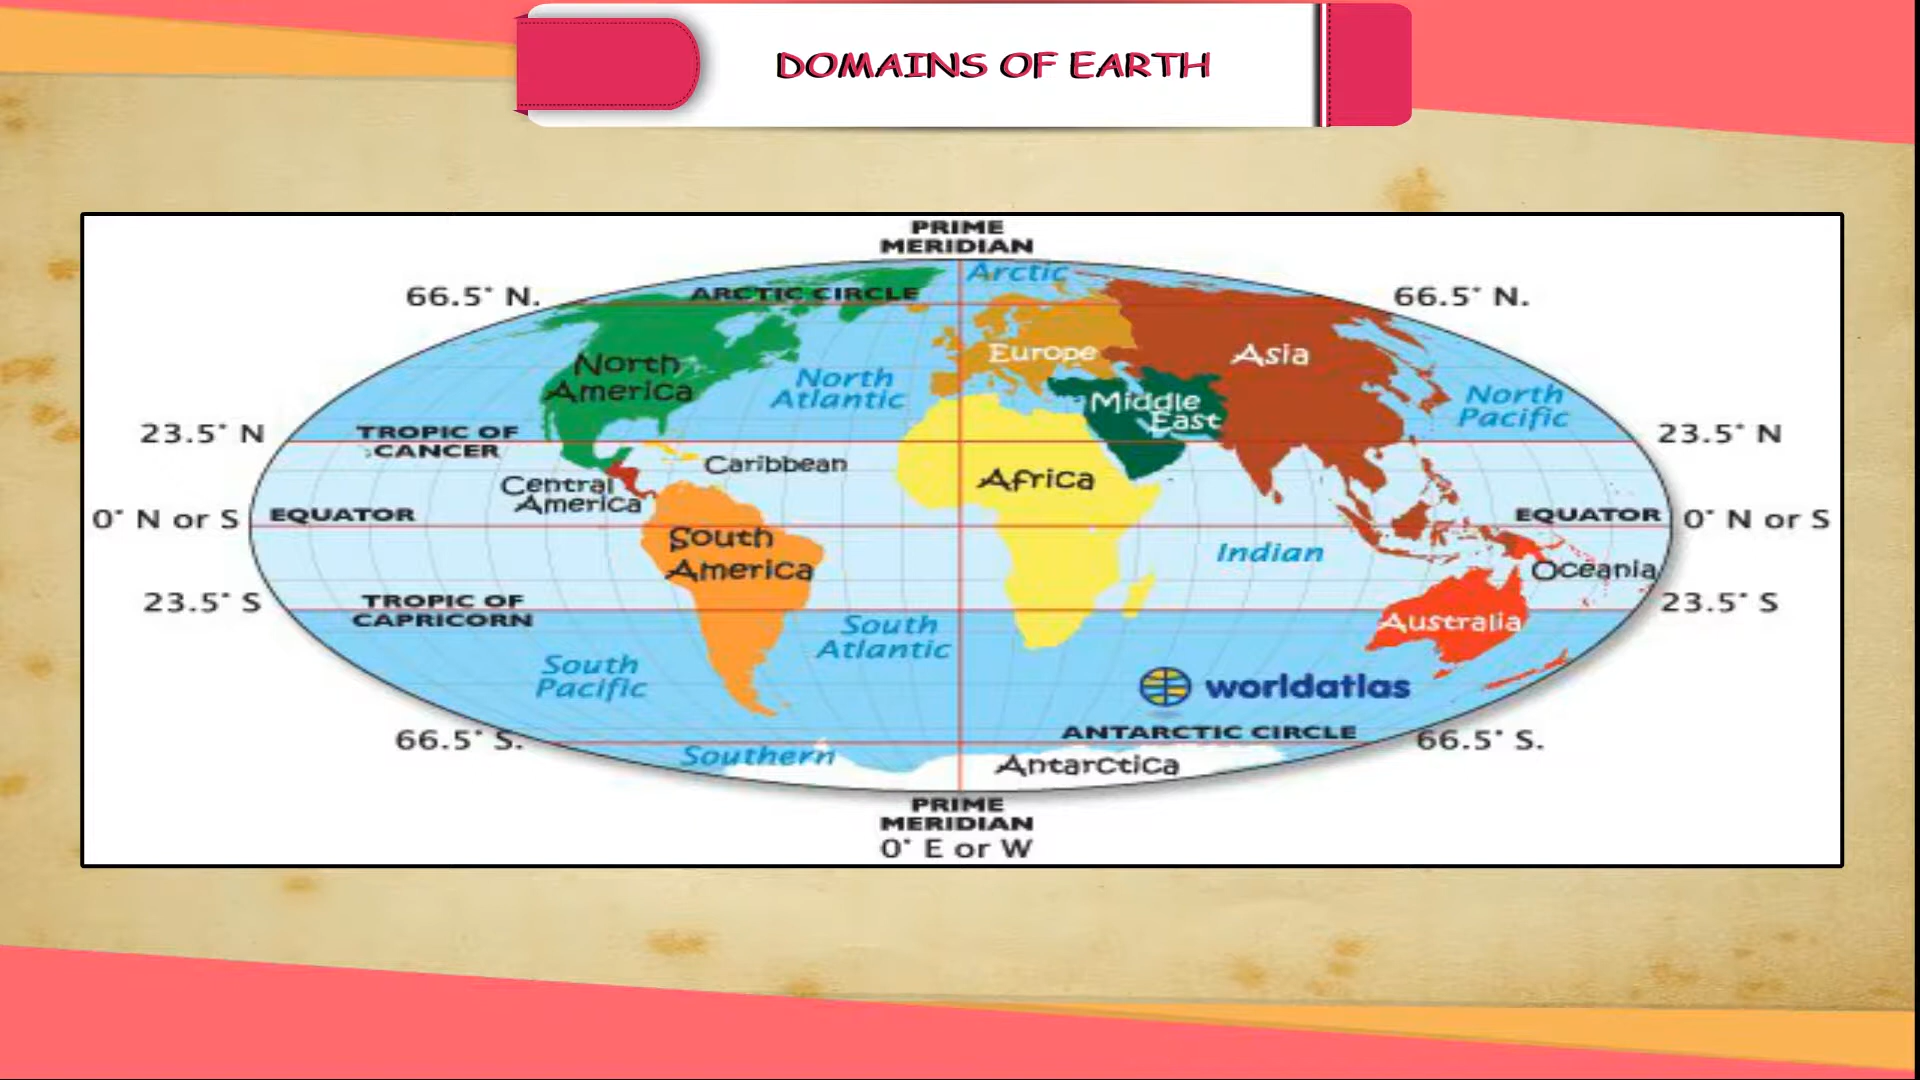 DOMAINS OF EARTH
PRIME
MERIDIAN
Arctic
66.5° N.
ARCTIC CIRCLE
66.5° N.
North
America
North
Atlantic
Europe
Asia
Middle
East
North
Pacific
23.5° N
TROPIC OF
CANCER
23.5° N
Caribbean
Central
America
Africa
0° N or S
EQUATOR
EQUATOR
0° N or S
South
America
Indian
Oceania
23.5° S
TROPIC OF
CAPRICORN
23.5° S
Australia
South
Atlantic
South
Pacific
worldatlas
66.5° S.
ANTARCTIC CIRCLE
66.5° S.
Southern
Antarctica
PRIME
MERIDIAN
0° E or W